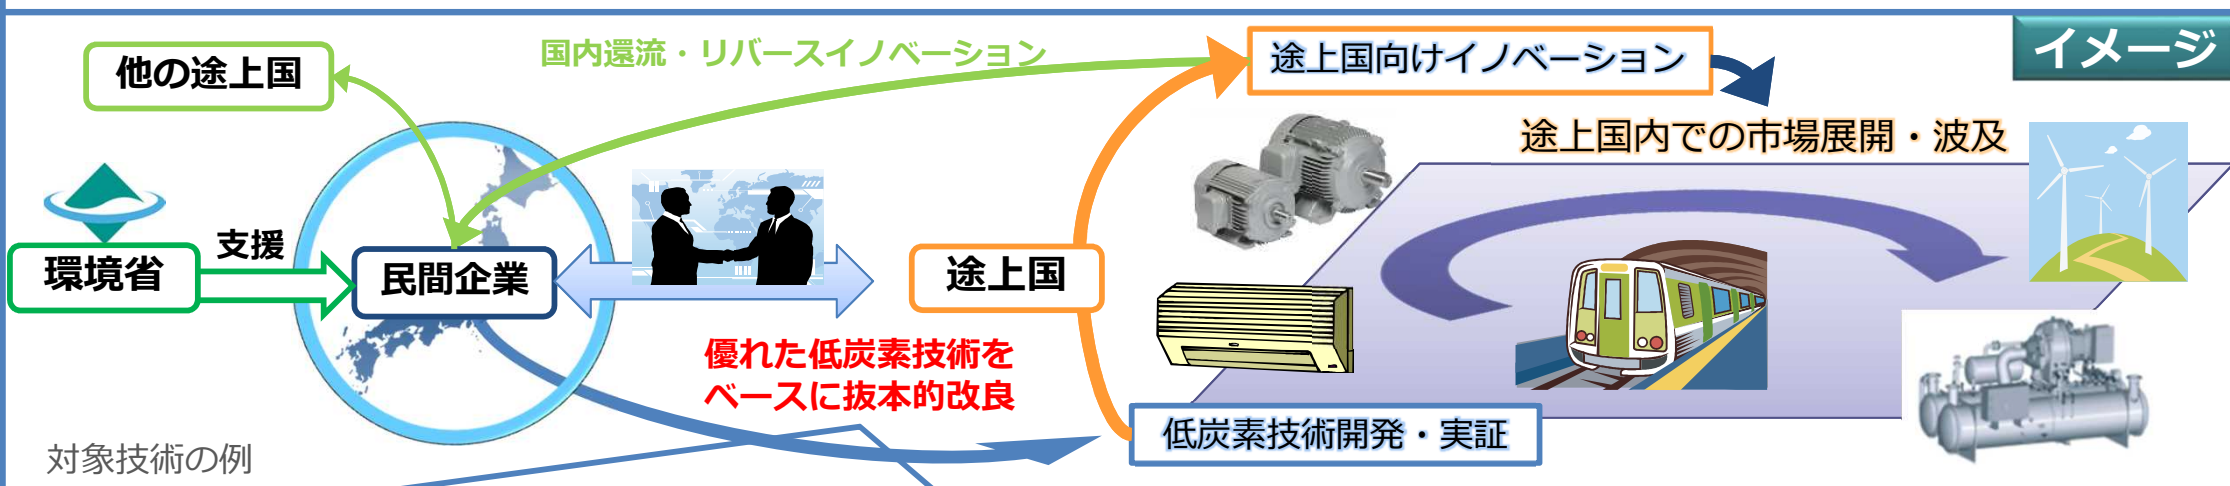 イメージ
国内還流・リバースイノベーション
途上国向けイノベーション
他の途上国
途上国内での市場展開・波及
支援
環境省
民間企業
途上国
優れた低炭素技術を
ベースに抜本的改良
低炭素技術開発・実証
対象技術の例